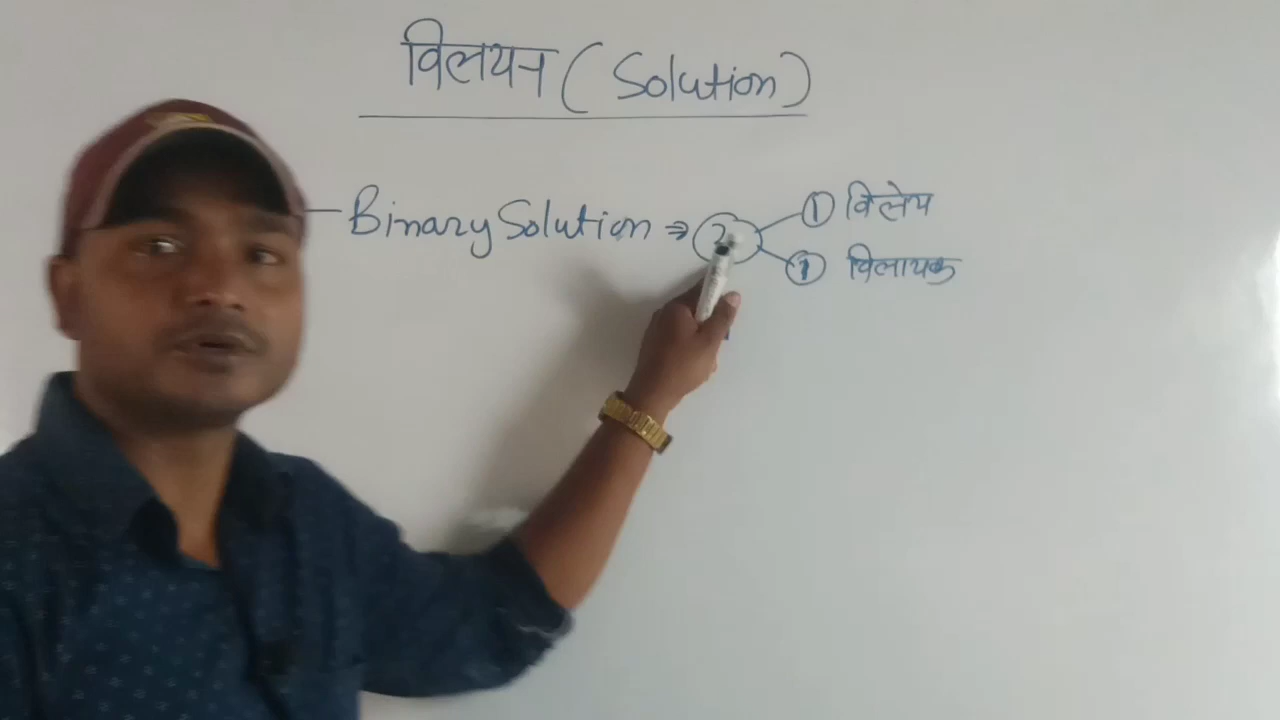 विलयन ( Solution )
Binary Solution ⇒ 2
① विलेय
① विलायक